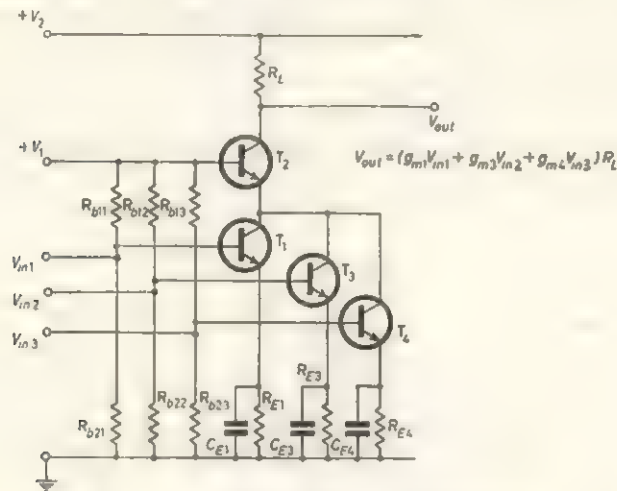 +V2
RL
Vout
Vout = (gm1Vin1 + gm3Vin2 + gm4Vin3) RL
+V1
T2
Rb11 Rb12 Rb13
T1
Vin1
T3
Vin2
Vin3
T4
RE3
Rb22 Rb23
RE1
RE4
Rb21
CE1 CE3 CE4